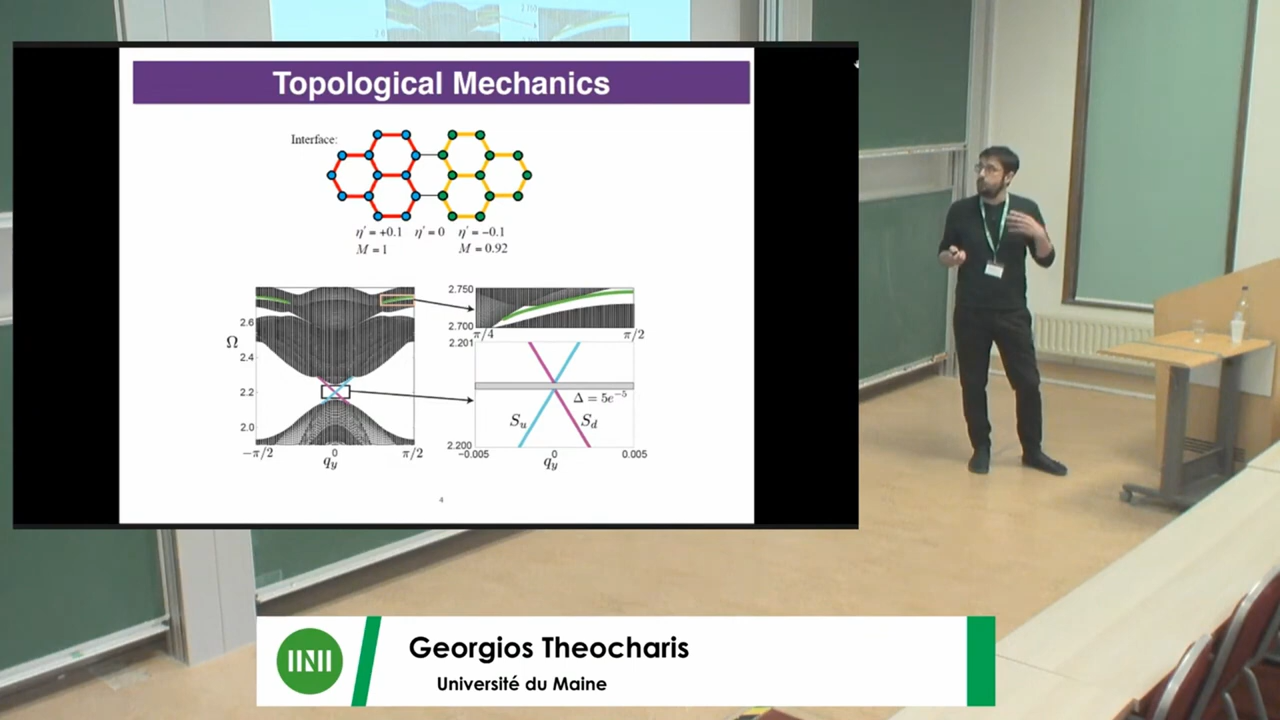 Topological Mechanics
Interface:
η' = +0.1 η' = 0 η' = −0.1
M = 1 M = 0.92
Ω
2.6
2.4
2.2
2.0
−π/2 0 π/2
q_y
2.750
2.700
π/4 π/2
2.201
Δ = 5e^{−5}
S_u S_d
2.200
−0.005 0 0.005
q_y
4
Georgios Theocharis
Université du Maine